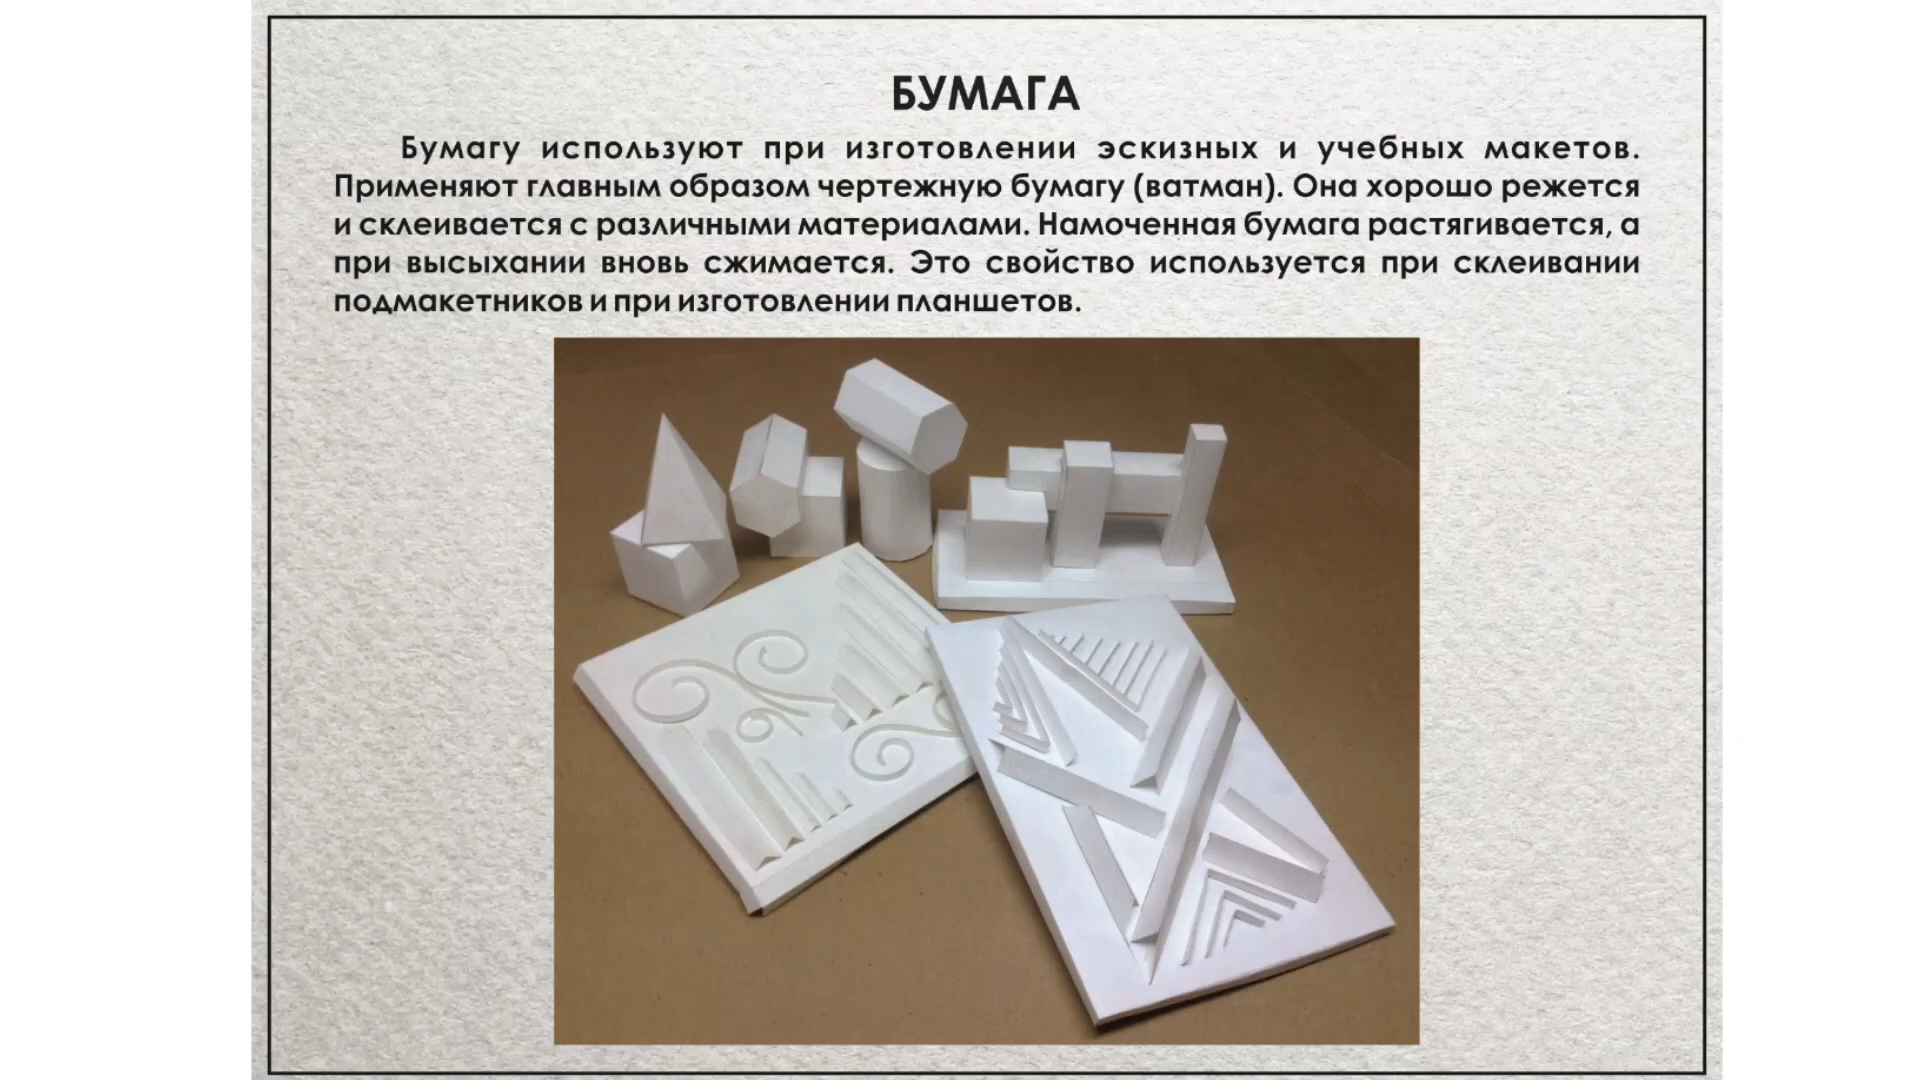 БУМАГА
Бумагу используют при изготовлении эскизных и учебных макетов.
Применяют главным образом чертежную бумагу (ватман). Она хорошо режется
и склеивается с различными материалами. Намоченная бумага растягивается, а
при высыхании вновь сжимается. Это свойство используется при склеивании
подмакетников и при изготовлении планшетов.